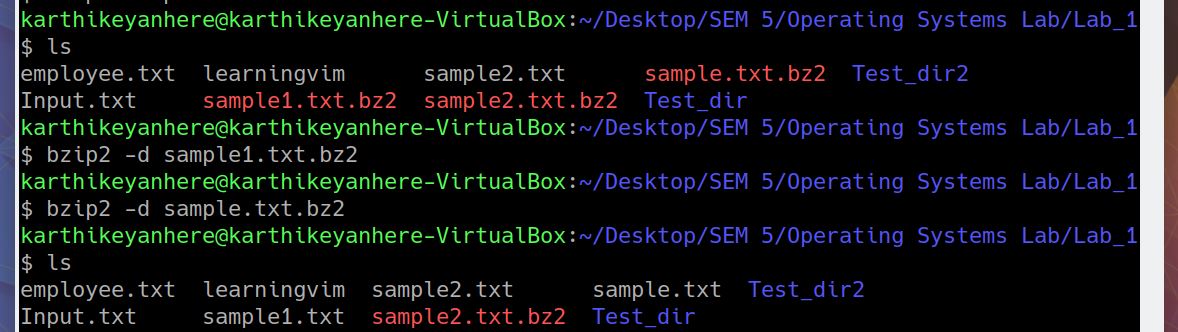 karthikeyanhere@karthikeyanhere-VirtualBox:~/Desktop/SEM 5/Operating Systems Lab/Lab_1
$ ls
employee.txt  learningvim      sample2.txt      sample.txt.bz2  Test_dir2
Input.txt     sample1.txt.bz2  sample2.txt.bz2  Test_dir
karthikeyanhere@karthikeyanhere-VirtualBox:~/Desktop/SEM 5/Operating Systems Lab/Lab_1
$ bzip2 -d sample1.txt.bz2
karthikeyanhere@karthikeyanhere-VirtualBox:~/Desktop/SEM 5/Operating Systems Lab/Lab_1
$ bzip2 -d sample.txt.bz2
karthikeyanhere@karthikeyanhere-VirtualBox:~/Desktop/SEM 5/Operating Systems Lab/Lab_1
$ ls
employee.txt  learningvim  sample2.txt      sample.txt  Test_dir2
Input.txt     sample1.txt  sample2.txt.bz2  Test_dir